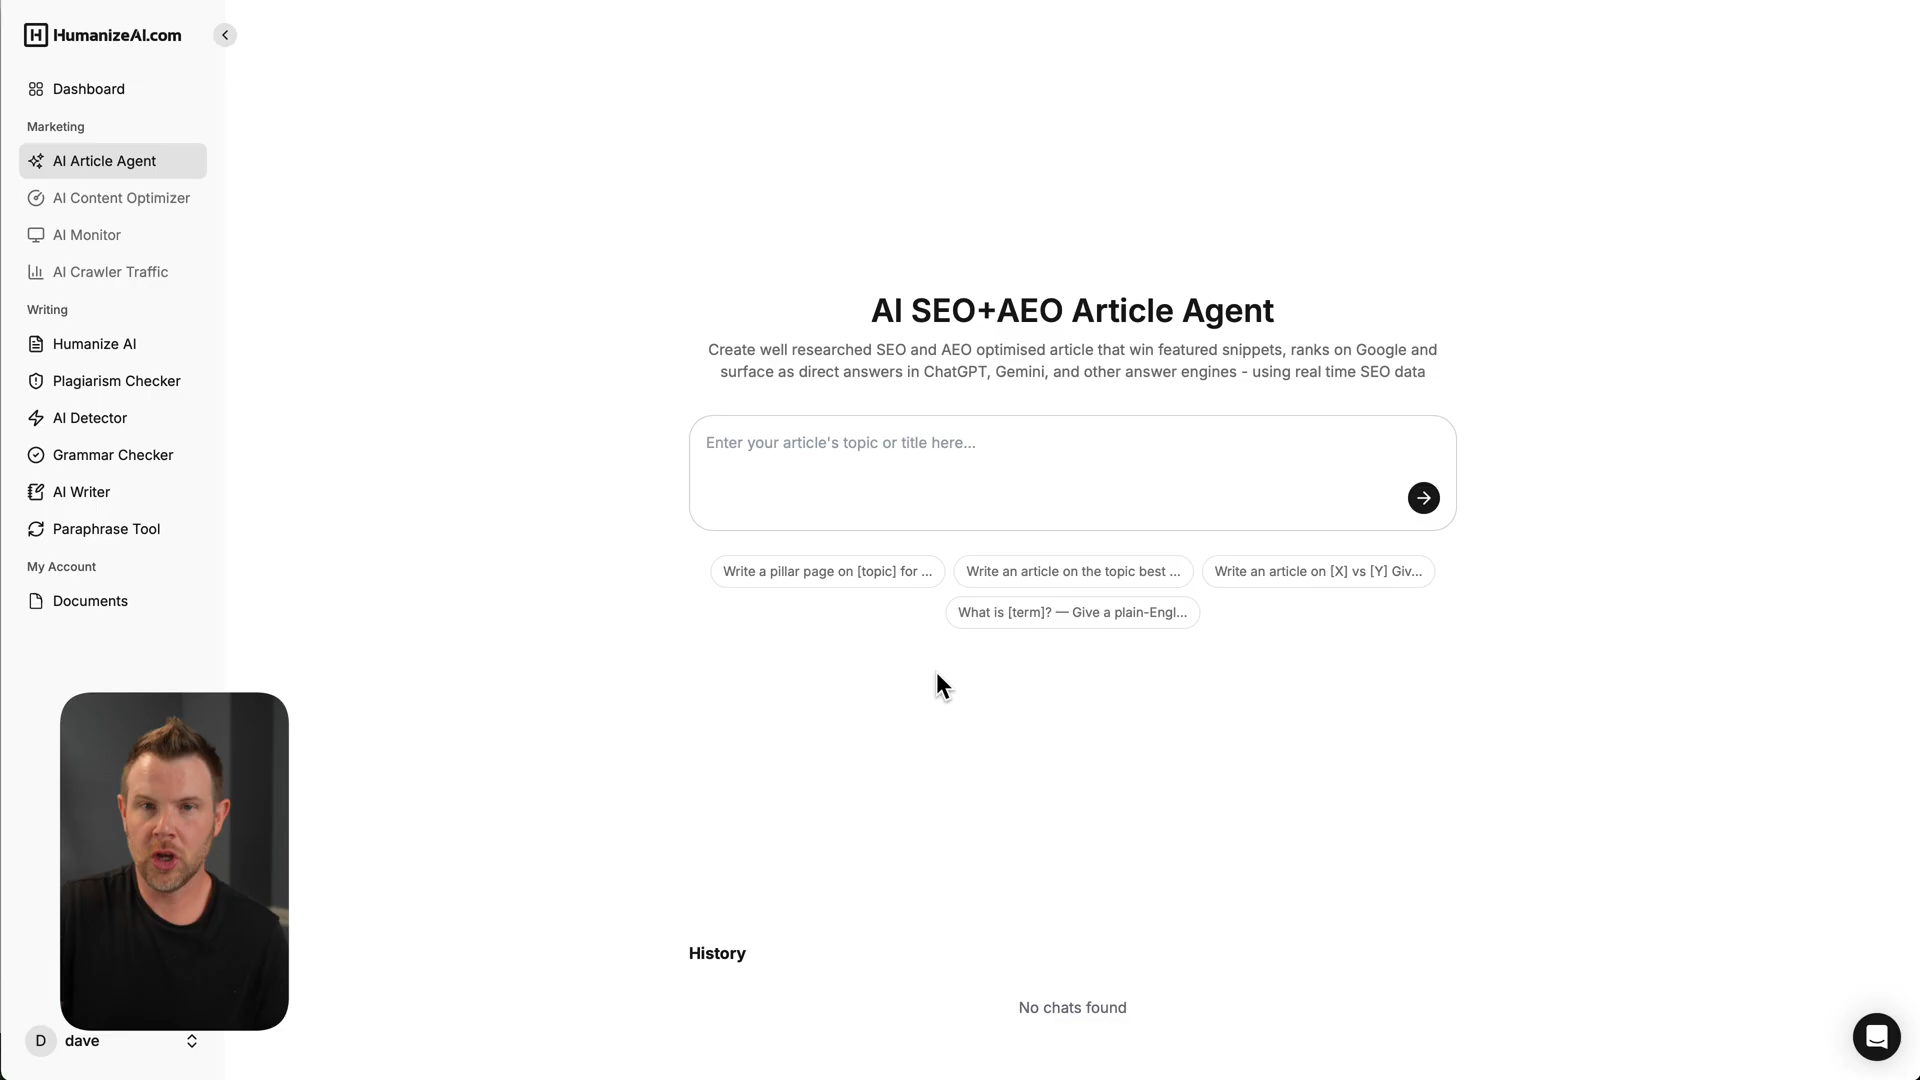 HumanizeAI.com
Dashboard
Marketing
AI Article Agent
AI Content Optimizer
AI Monitor
AI Crawler Traffic
Writing
Humanize AI
Plagiarism Checker
AI Detector
Grammar Checker
AI Writer
Paraphrase Tool
My Account
Documents
D dave
AI SEO+AEO Article Agent
Create well researched SEO and AEO optimised article that win featured snippets, ranks on Google and
surface as direct answers in ChatGPT, Gemini, and other answer engines - using real time SEO data
Enter your article's topic or title here...
Write a pillar page on [topic] for ... Write an article on the topic best ... Write an article on [X] vs [Y] Giv...
What is [term]? — Give a plain-Engl...
History
No chats found